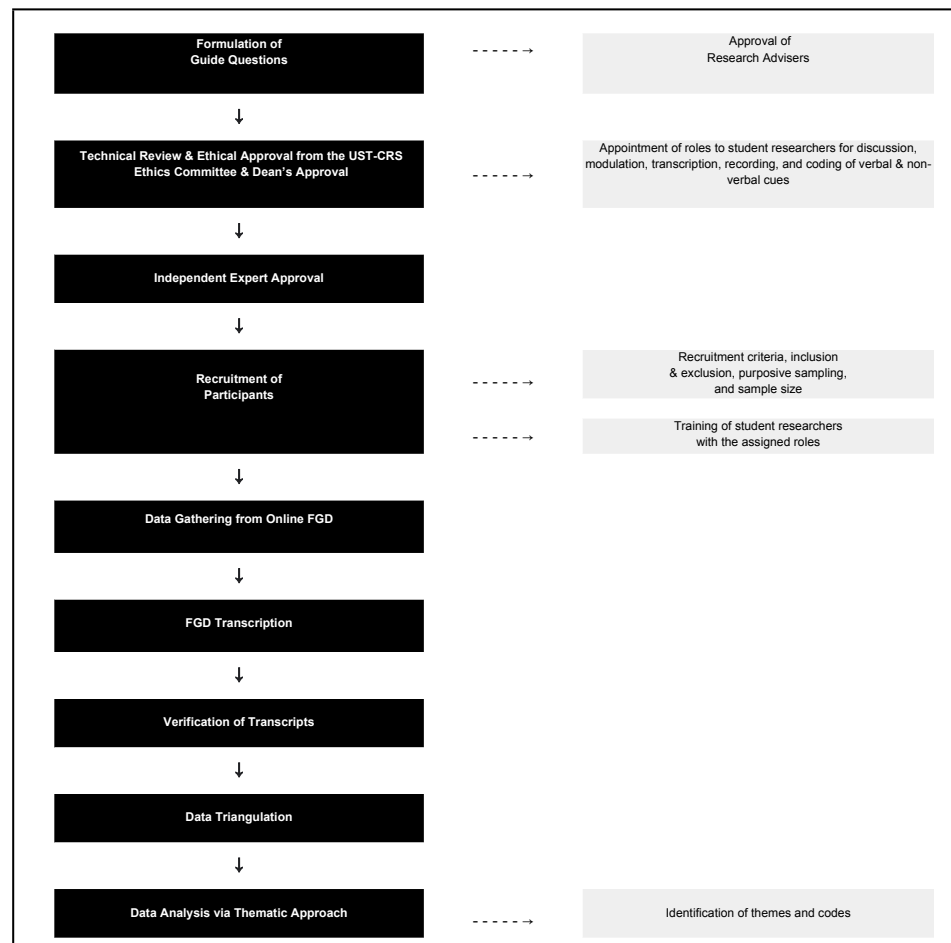 Formulation of
Guide Questions
- - - - - →
Approval of
Research Advisers
↓
Technical Review & Ethical Approval from the UST-CRS
Ethics Committee & Dean’s Approval
- - - - - →
Appointment of roles to student researchers for discussion,
modulation, transcription, recording, and coding of verbal & non-
verbal cues
↓
Independent Expert Approval
↓
Recruitment of
Participants
- - - - - →
Recruitment criteria, inclusion
& exclusion, purposive sampling,
and sample size
- - - - - →
Training of student researchers
with the assigned roles
↓
Data Gathering from Online FGD
↓
FGD Transcription
↓
Verification of Transcripts
↓
Data Triangulation
↓
Data Analysis via Thematic Approach
- - - - - →
Identification of themes and codes